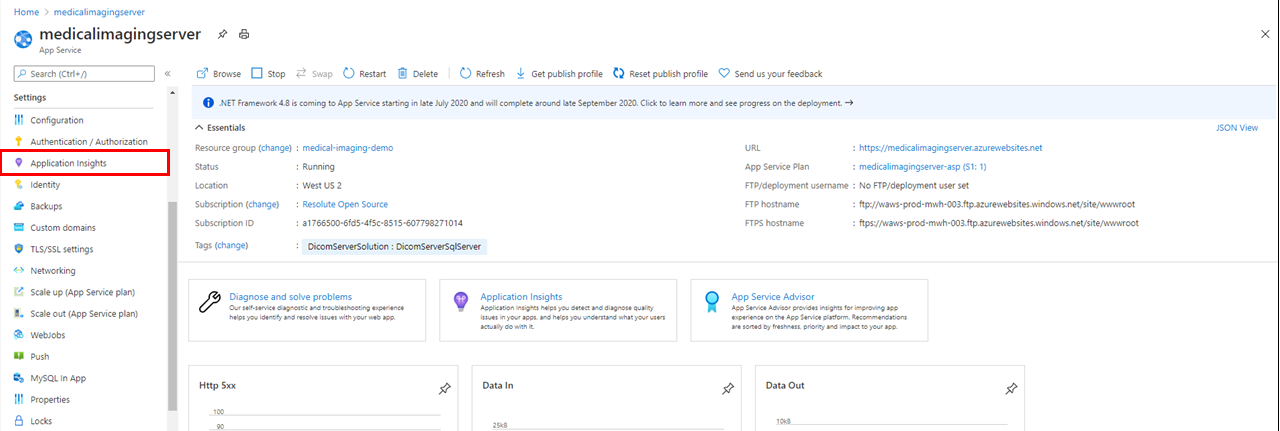 Home > medicalimagingserver
medicalimagingserver
App Service
Search (Ctrl+/)
«
Browse Stop Swap Restart Delete Refresh Get publish profile Reset publish profile Send us your feedback
Settings
Configuration
Authentication / Authorization
Application Insights
Identity
Backups
Custom domains
TLS/SSL settings
Networking
Scale up (App Service plan)
Scale out (App Service plan)
WebJobs
Push
MySQL In App
Properties
Locks
.NET Framework 4.8 is coming to App Service starting in late July 2020 and will complete around late September 2020. Click to learn more and see progress on the deployment. →
Essentials
JSON View
Resource group (change) : medical-imaging-demo
Status : Running
Location : West US 2
Subscription (change) : Resolute Open Source
Subscription ID : a1766500-6fd5-4f5c-8515-607798271014
Tags (change) : DicomServerSolution : DicomServerSqlServer
URL : https://medicalimagingserver.azurewebsites.net
App Service Plan : medicalimagingserver-asp (S1: 1)
FTP/deployment username : No FTP/deployment user set
FTP hostname : ftp://waws-prod-mwh-003.ftp.azurewebsites.windows.net/site/wwwroot
FTPS hostname : ftps://waws-prod-mwh-003.ftp.azurewebsites.windows.net/site/wwwroot
Diagnose and solve problems
Our self-service diagnostic and troubleshooting experience
helps you identify and resolve issues with your web app.
Application Insights
Application Insights helps you detect and diagnose quality
issues in your apps, and helps you understand what your users
actually do with it.
App Service Advisor
App Service Advisor provides insights for improving app
experience on the App Service platform. Recommendations
are sorted by freshness, priority and impact to your app.
Http 5xx
100
90
Data In
25kB
Data Out
10kB